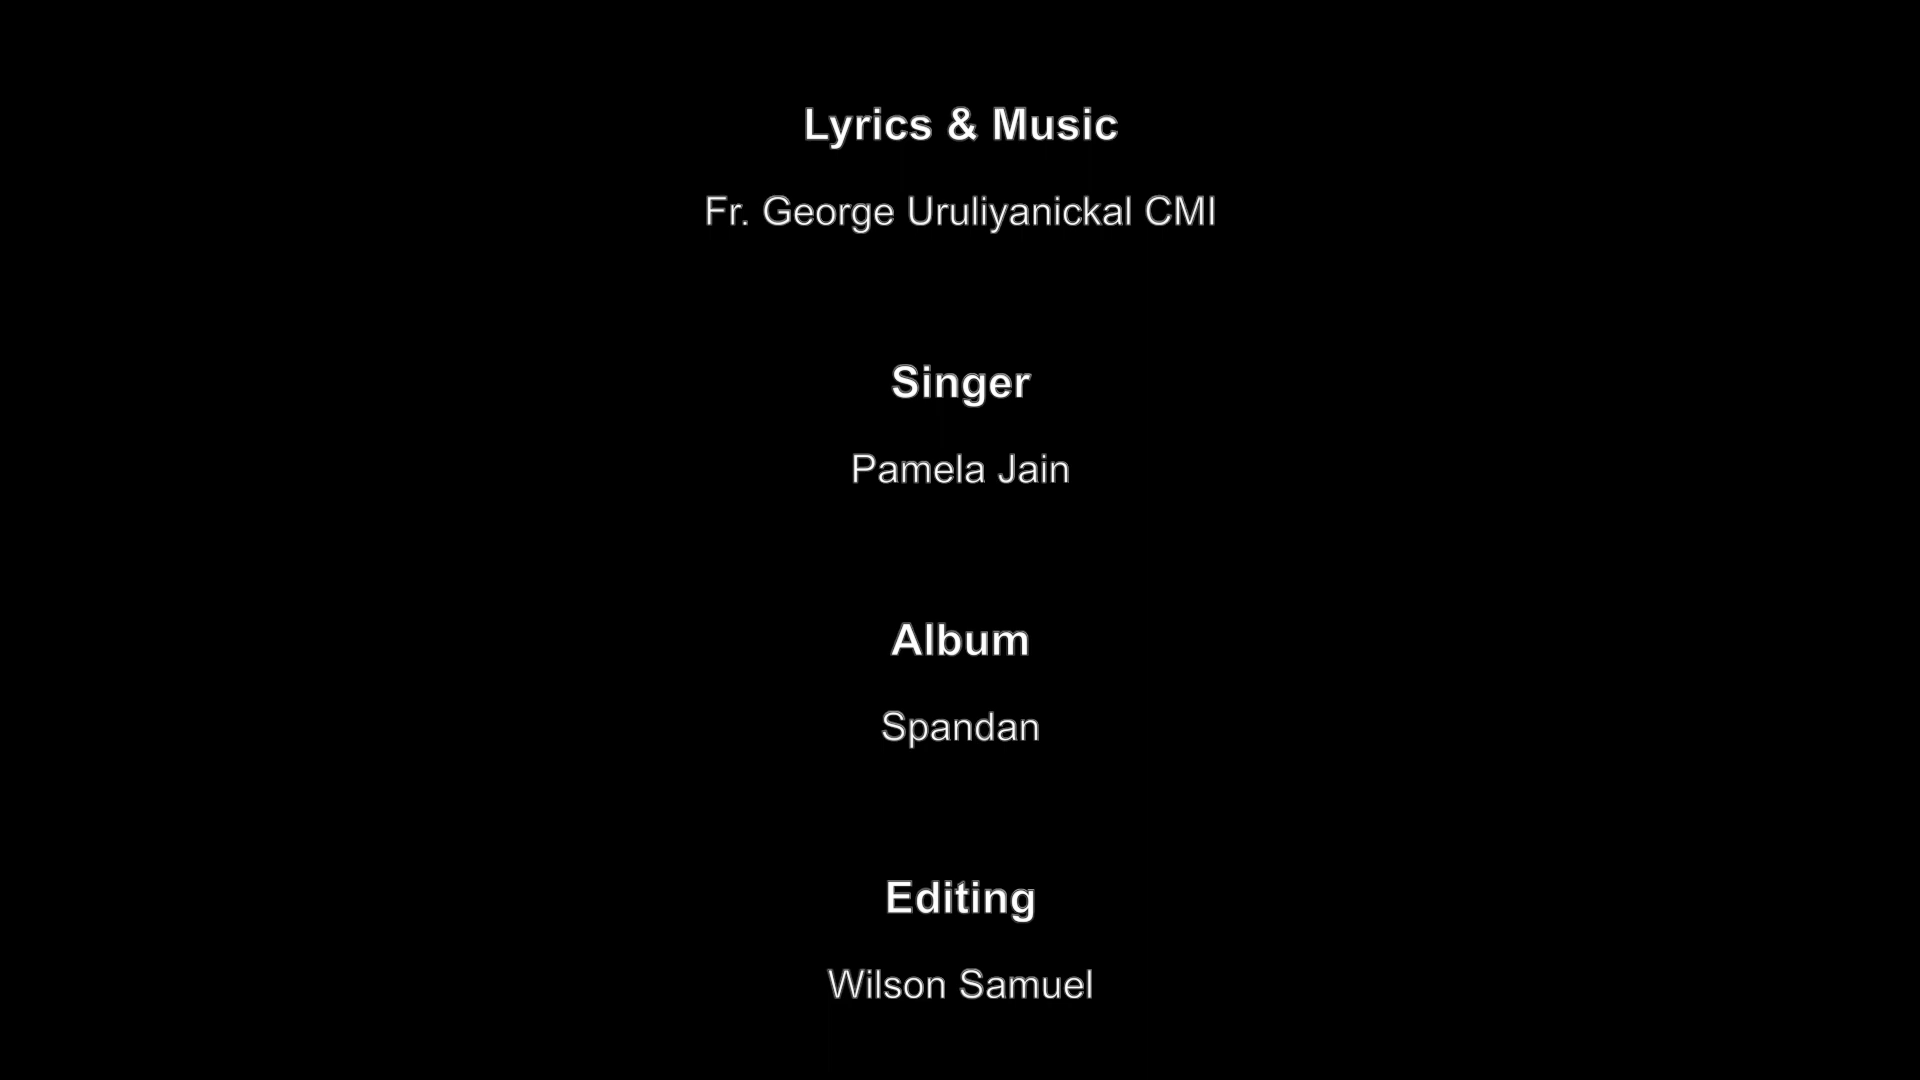 Lyrics & Music
Fr. George Uruliyanickal CMI
Singer
Pamela Jain
Album
Spandan
Editing
Wilson Samuel